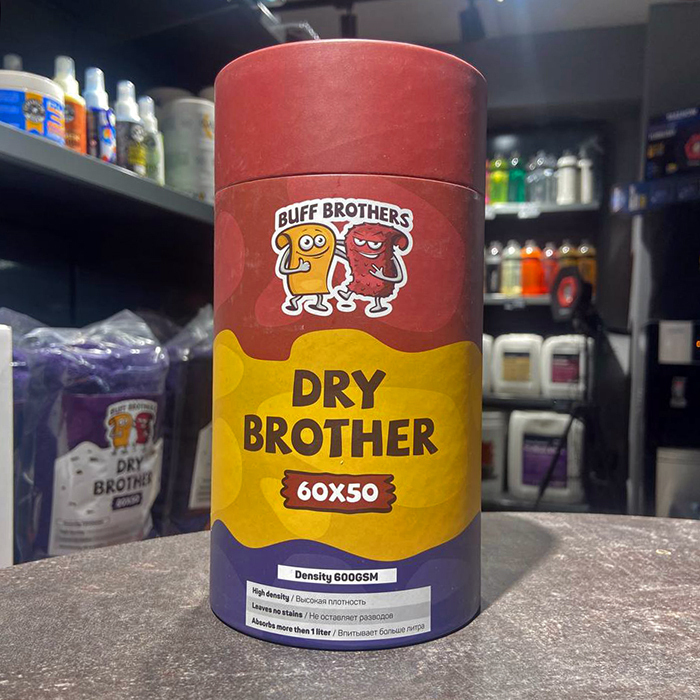 BUFF BROTHERS
DRY
BROTHER
60X50
Density 600GSM
High density / Высокая плотность
Leaves no stains / Не оставляет разводов
Absorbs more then 1 liter / Впитывает больше литра
BUFF BROTHERS
DRY
BROTHER
60X50